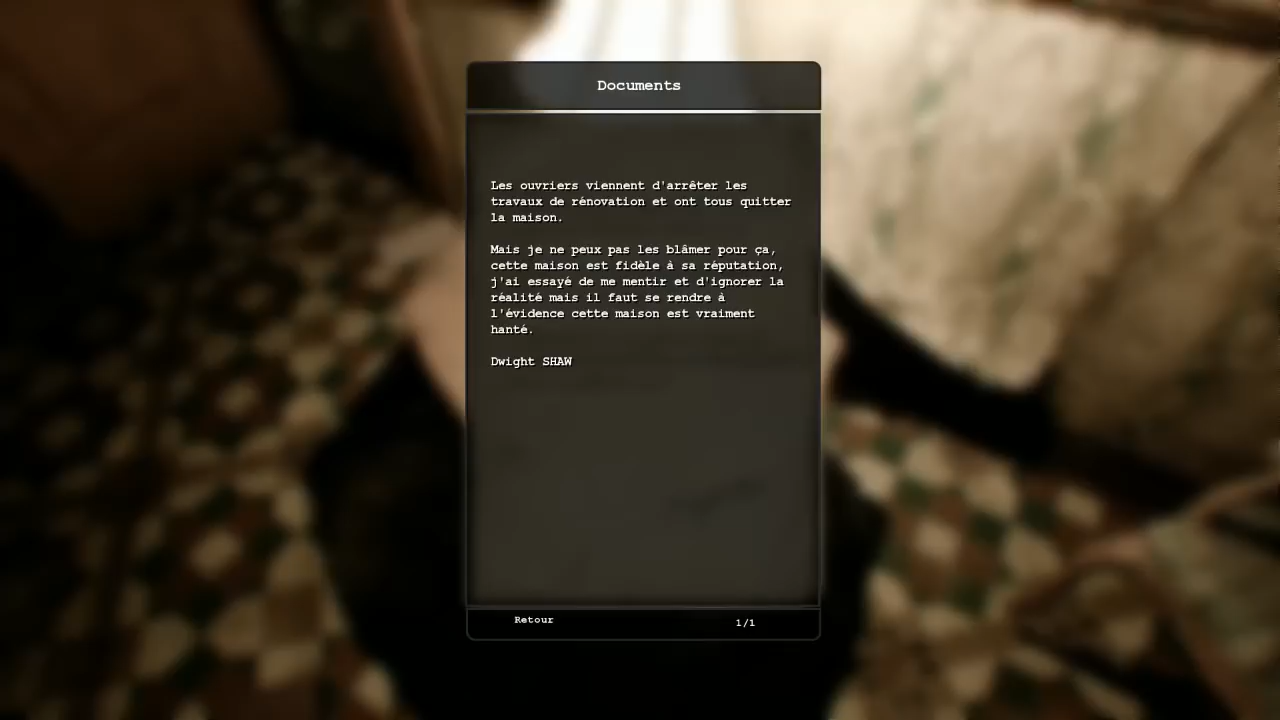 Documents
Les ouvriers viennent d'arrêter les
travaux de rénovation et ont tous quitter
la maison.
Mais je ne peux pas les blâmer pour ça,
cette maison est fidèle à sa réputation,
j'ai essayé de me mentir et d'ignorer la
réalité mais il faut se rendre à
l'évidence cette maison est vraiment
hanté.
Dwight SHAW
Retour
1/1